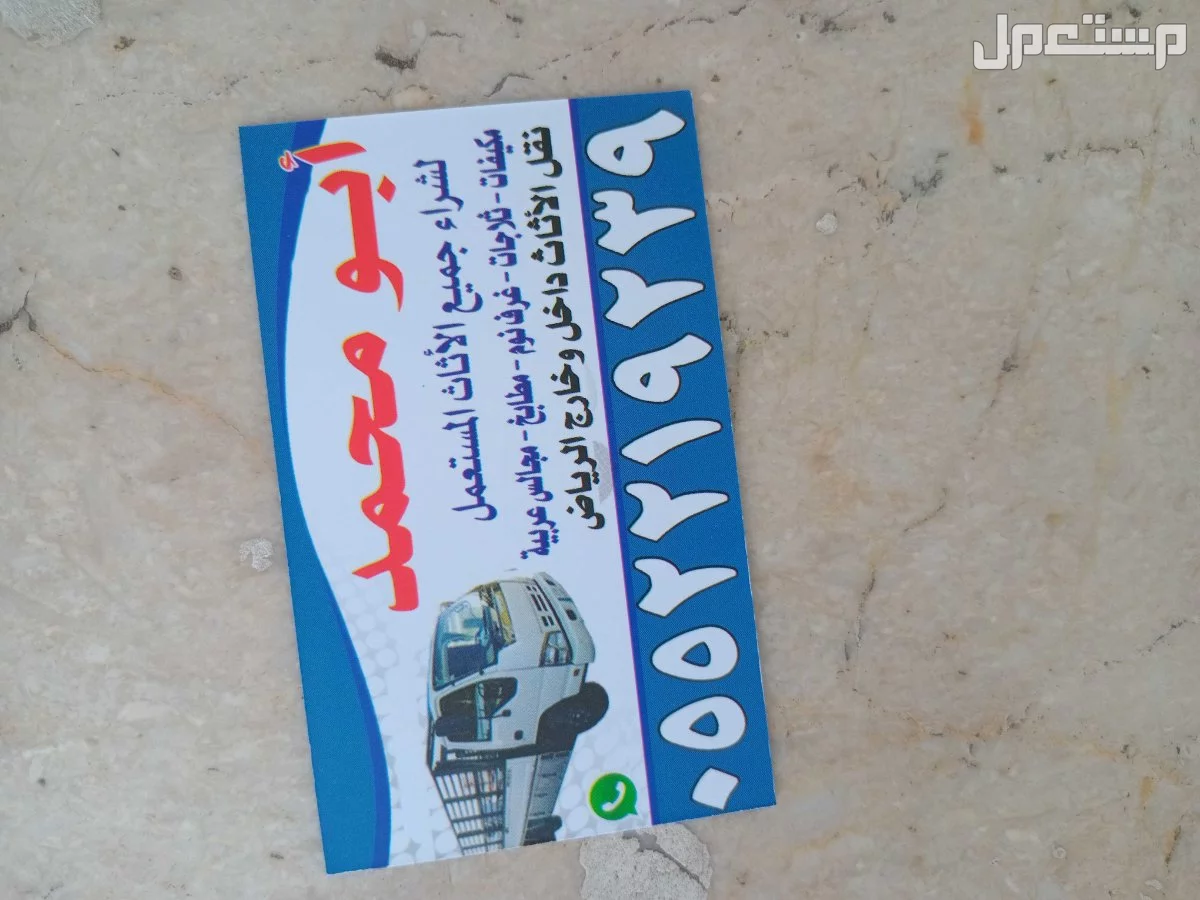 أبو محمد
لشراء جميع الأثاث المستعمل
مكيفات - ثلاجات - غرف نوم - مطابخ - مجالس عربية
نقل الأثاث داخل وخارج الرياض
٠٥٥٢٢١٩٢٣٩
مستعمل